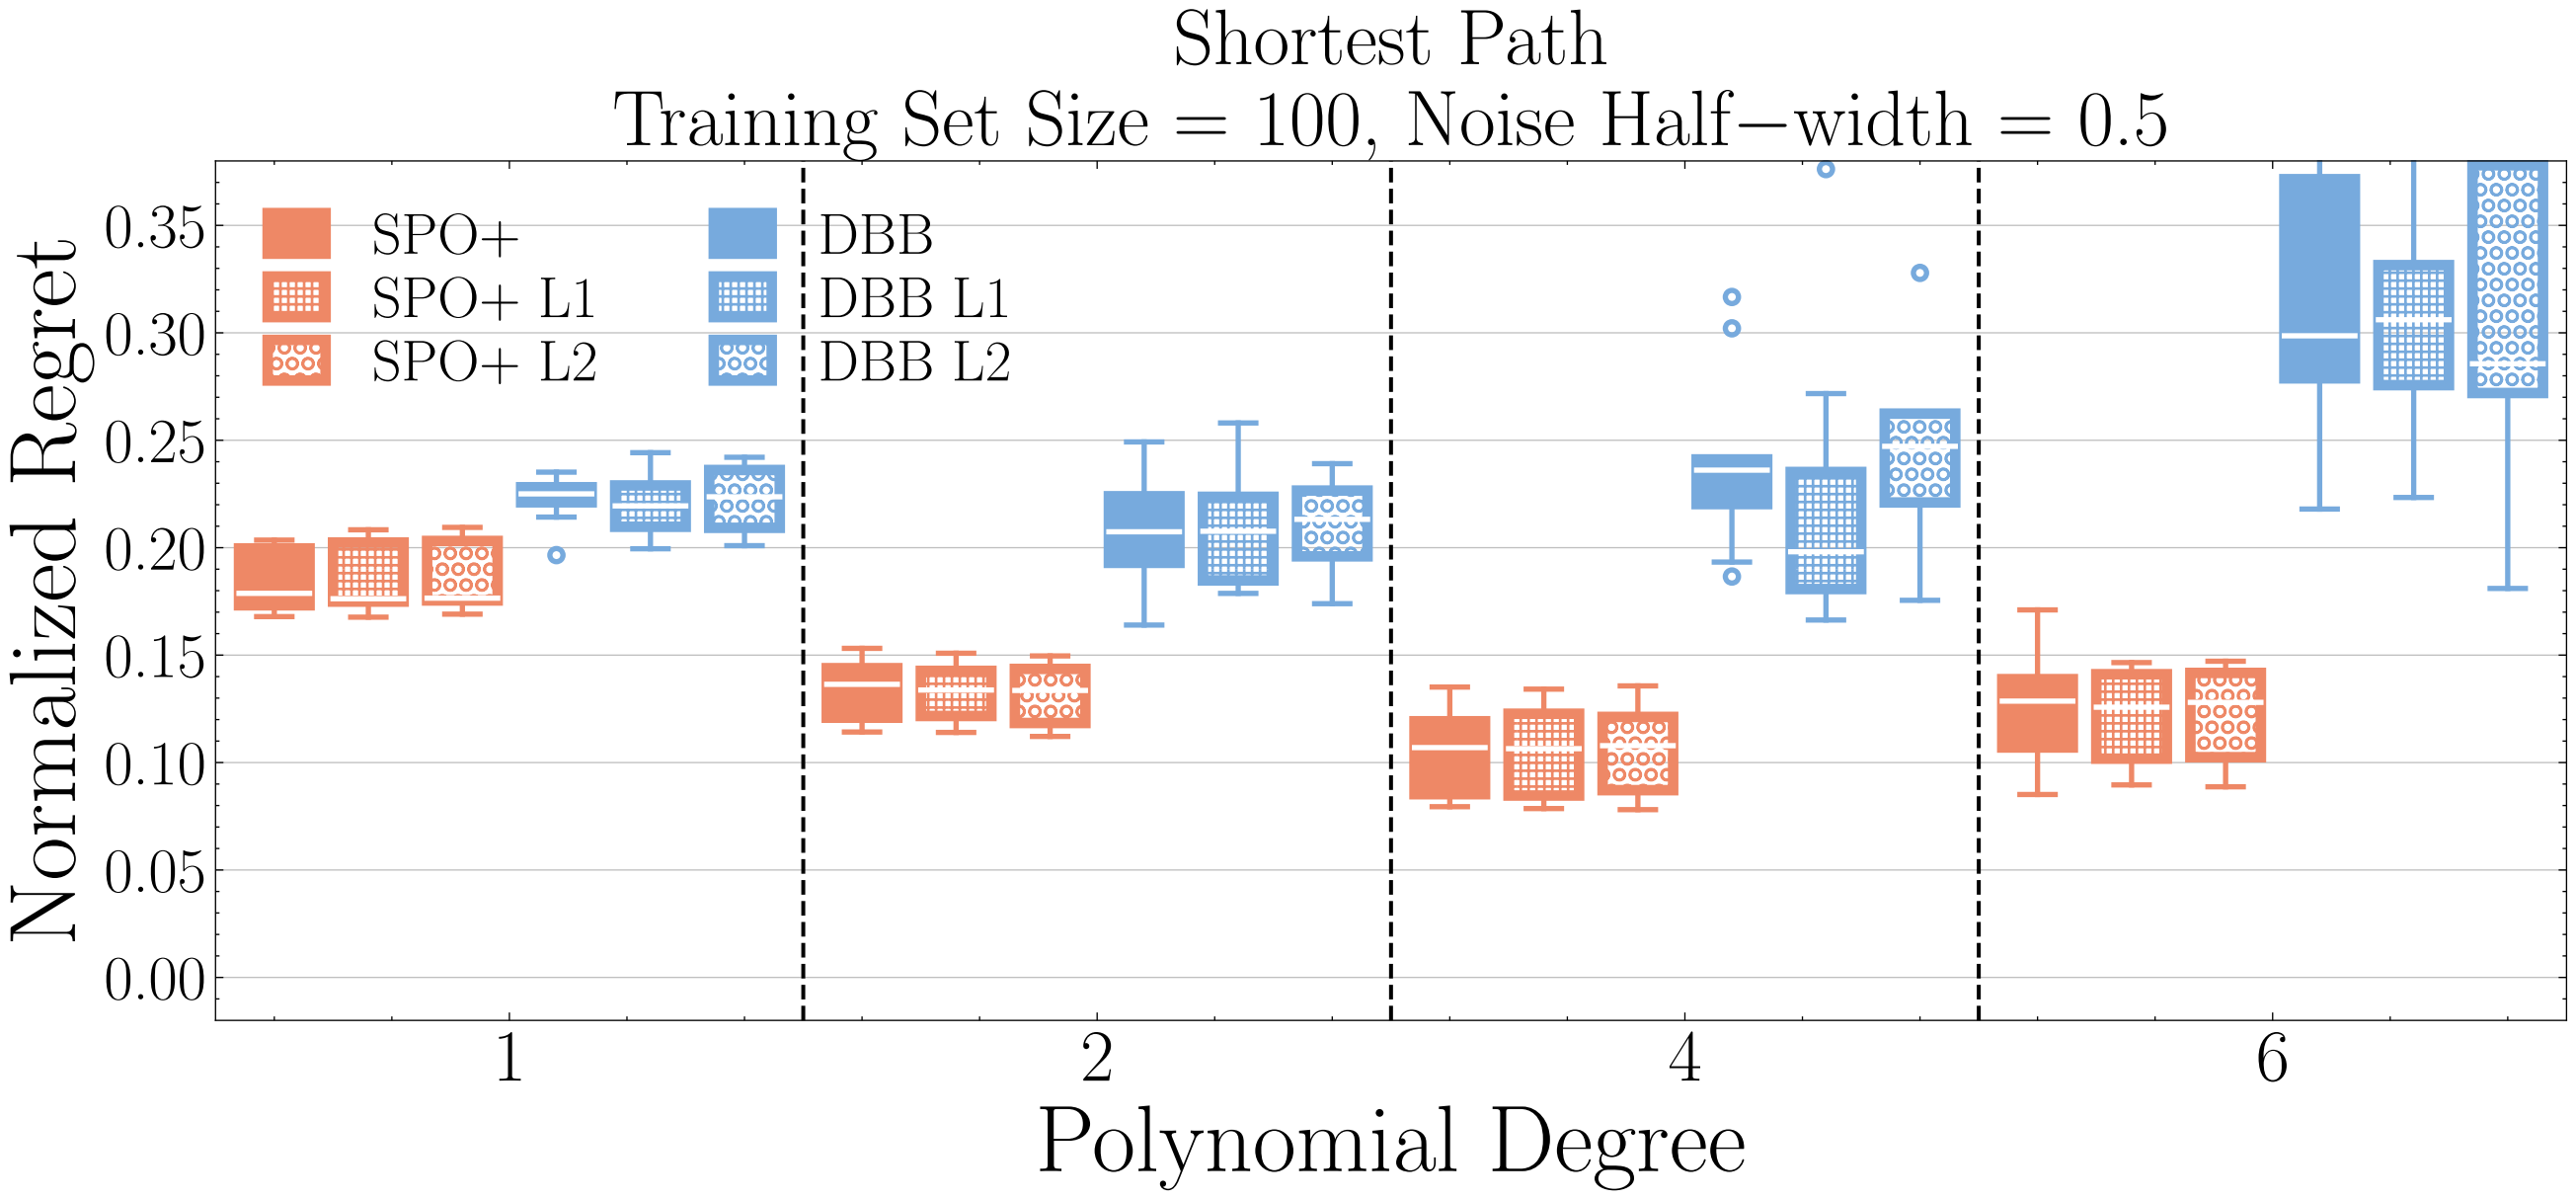 Shortest Path
Training Set Size = 100, Noise Half−width = 0.5
Normalized Regret
0.35
0.30
0.25
0.20
0.15
0.10
0.05
0.00
SPO+
SPO+ L1
SPO+ L2
DBB
DBB L1
DBB L2
1 2 4 6
Polynomial Degree